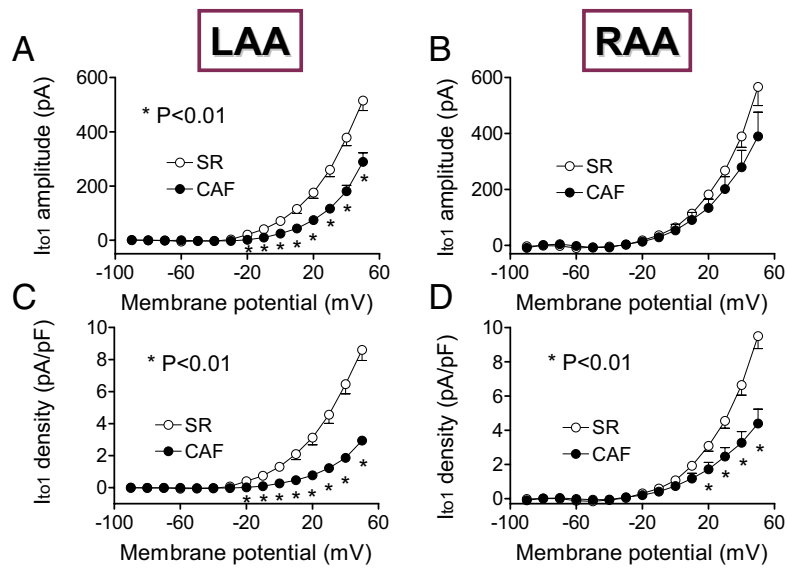 LAA
RAA
A
600
400
200
0
-100
-60
-20
20
60
Ito1 amplitude (pA)
Membrane potential (mV)
* P<0.01
SR
CAF
* * * * * * * *
B
600
400
200
0
-100
-60
-20
20
60
Ito1 amplitude (pA)
Membrane potential (mV)
SR
CAF
C
10
8
6
4
2
0
-100
-60
-20
20
60
Ito1 density (pA/pF)
Membrane potential (mV)
* P<0.01
SR
CAF
* * * * * * * *
D
10
8
6
4
2
0
-100
-60
-20
20
60
Ito1 density (pA/pF)
Membrane potential (mV)
* P<0.01
SR
CAF
* * * *